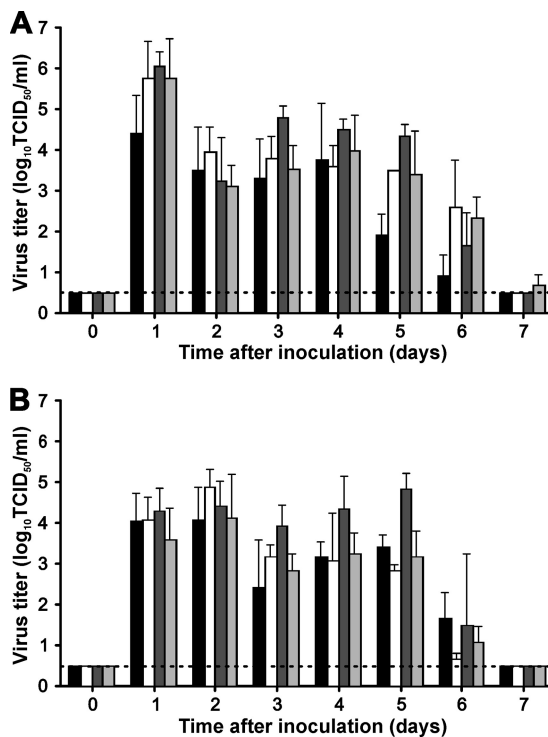 A
Virus titer (log10TCID50/ml)
7
6
5
4
3
2
1
0
0 1 2 3 4 5 6 7
Time after inoculation (days)
B
Virus titer (log10TCID50/ml)
7
6
5
4
3
2
1
0
0 1 2 3 4 5 6 7
Time after inoculation (days)